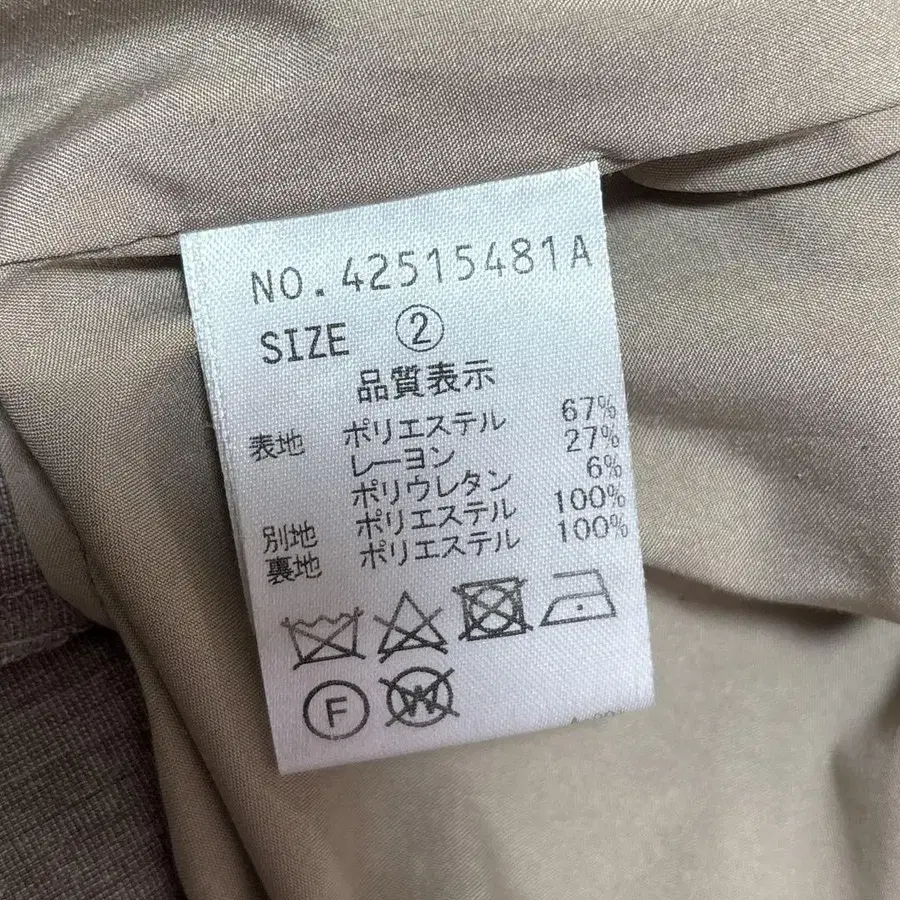 NO.42515481A
SIZE ②
品質表示
表地 ポリエステル 67%
レーヨン 27%
ポリウレタン 6%
別地 ポリエステル 100%
裏地 ポリエステル 100%
F W